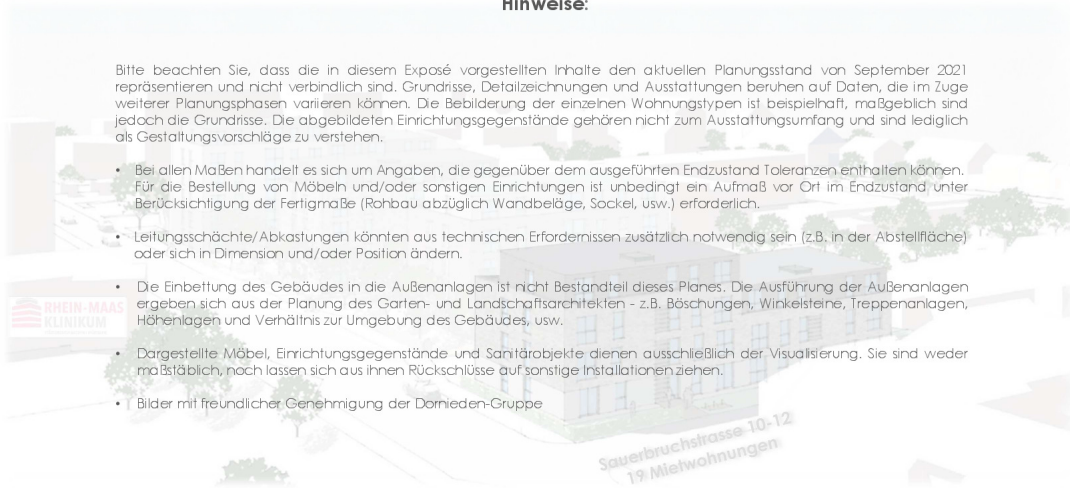 Hinweise:
Bitte beachten Sie, dass die in diesem Exposé vorgestellten Inhalte den aktuellen Planungsstand von September 2021
repräsentieren und nicht verbindlich sind. Grundrisse, Detailzeichnungen und Ausstattungen beruhen auf Daten, die im Zuge
weiterer Planungsphasen variieren können. Die Bebilderung der einzelnen Wohnungstypen ist beispielhaft, maßgeblich sind
jedoch die Grundrisse. Die abgebildeten Einrichtungsgegenstände gehören nicht zum Ausstattungsumfang und sind lediglich
als Gestaltungsvorschläge zu verstehen.
• Bei allen Maßen handelt es sich um Angaben, die gegenüber dem ausgeführten Endzustand Toleranzen enthalten können.
Für die Bestellung von Möbeln und/oder sonstigen Einrichtungen ist unbedingt ein Aufmaß vor Ort im Endzustand unter
Berücksichtigung der Fertigmaße (Rohbau abzüglich Wandbeläge, Sockel, usw.) erforderlich.
• Leitungsschächte/Abkastungen könnten aus technischen Erfordernissen zusätzlich notwendig sein (z.B. in der Abstellfläche)
oder sich in Dimension und/oder Position ändern.
• Die Einbettung des Gebäudes in die Außenanlagen ist nicht Bestandteil dieses Planes. Die Ausführung der Außenanlagen
ergeben sich aus der Planung des Garten- und Landschaftsarchitekten - z.B. Böschungen, Winkelsteine, Treppenanlagen,
Höhenlagen und Verhältnis zur Umgebung des Gebäudes, usw.
RHEIN-MAAS
KLINIKUM
• Dargestellte Möbel, Einrichtungsgegenstände und Sanitärobjekte dienen ausschließlich der Visualisierung. Sie sind weder
maßstäblich, noch lassen sich aus ihnen Rückschlüsse auf sonstige Installationen ziehen.
• Bilder mit freundlicher Genehmigung der Dornieden-Gruppe
Sauerbruchstrasse 10-12
19 Mietwohnungen